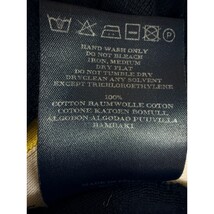 HAND WASH ONLY
DO NOT BLEACH
IRON, MEDIUM
DRY FLAT
DO NOT TUMBLE DRY
DRYCLEAN ANY SOLVENT
EXCEPT TRICHLOROETHYLENE
100%
COTTON BAUMWOLLE COTON
COTONE KATOEN BOMULL
ALGODON ALGODAO PUUVILLA
BAMBAKI